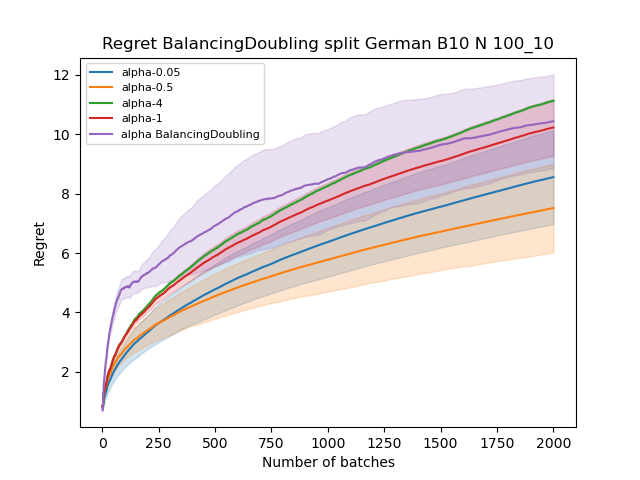 Regret BalancingDoubling split German B10 N 100_10
alpha-0.05
alpha-0.5
alpha-4
alpha-1
alpha BalancingDoubling
12
10
8
6
4
2
Regret
0 250 500 750 1000 1250 1500 1750 2000
Number of batches